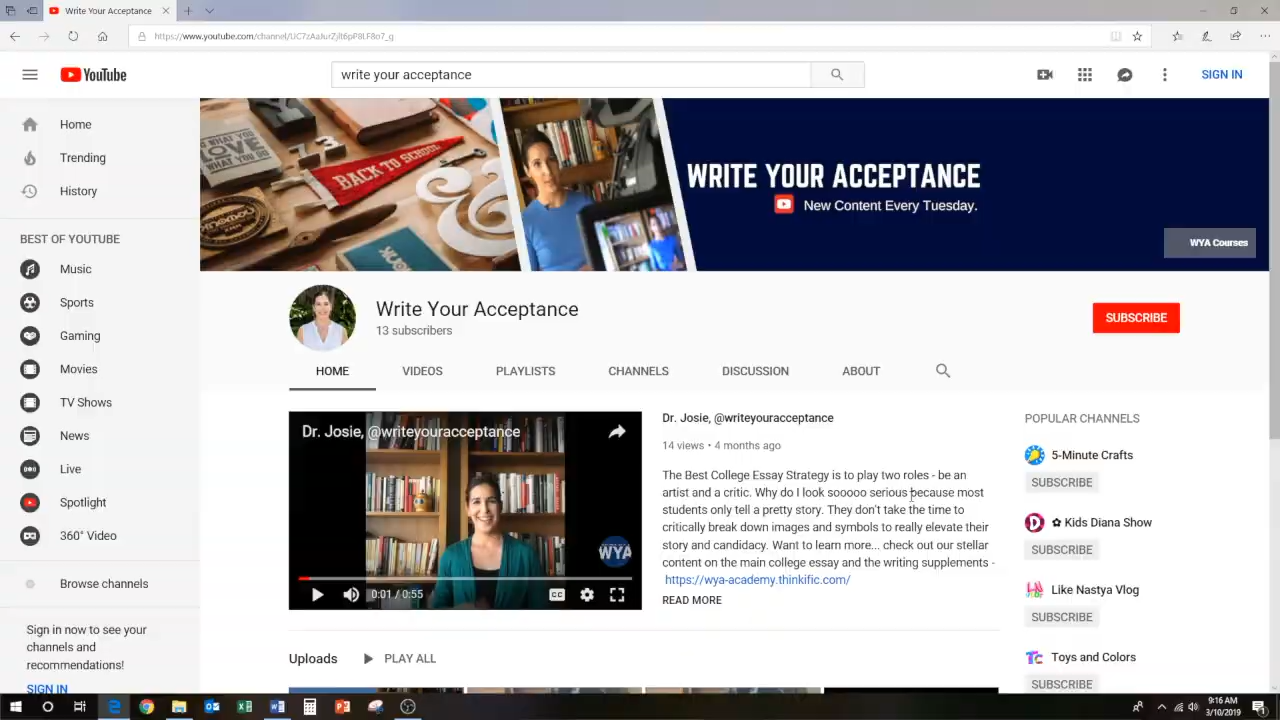 Write Your Acceptance
YouTube
write your acceptance
SIGN IN
WHAT YOU
LOVE
WHAT YOU DO
BACK TO SCHOOL
WRITE YOUR ACCEPTANCE
New Content Every Tuesday.
WYA Courses
Home
Trending
History
BEST OF YOUTUBE
Music
Sports
Gaming
Movies
TV Shows
News
Live
Spotlight
360° Video
Browse channels
Sign in now to see your
channels and
recommendations!
SIGN IN
Write Your Acceptance
13 subscribers
SUBSCRIBE
HOME VIDEOS PLAYLISTS CHANNELS DISCUSSION ABOUT
Dr. Josie, @writeyouracceptance
WYA
0:01 / 0:55
CC
Dr. Josie, @writeyouracceptance
14 views • 4 months ago
The Best College Essay Strategy is to play two roles - be an
artist and a critic. Why do I look sooooo serious because most
students only tell a pretty story. They don't take the time to
critically break down images and symbols to really elevate their
story and candidacy. Want to learn more... check out our stellar
content on the main college essay and the writing supplements -
https://wya-academy.thinkific.com/
READ MORE
Uploads PLAY ALL
POPULAR CHANNELS
5-Minute Crafts
SUBSCRIBE
✿ Kids Diana Show
SUBSCRIBE
Like Nastya Vlog
SUBSCRIBE
Toys and Colors
SUBSCRIBE
9:16 AM
3/10/2019